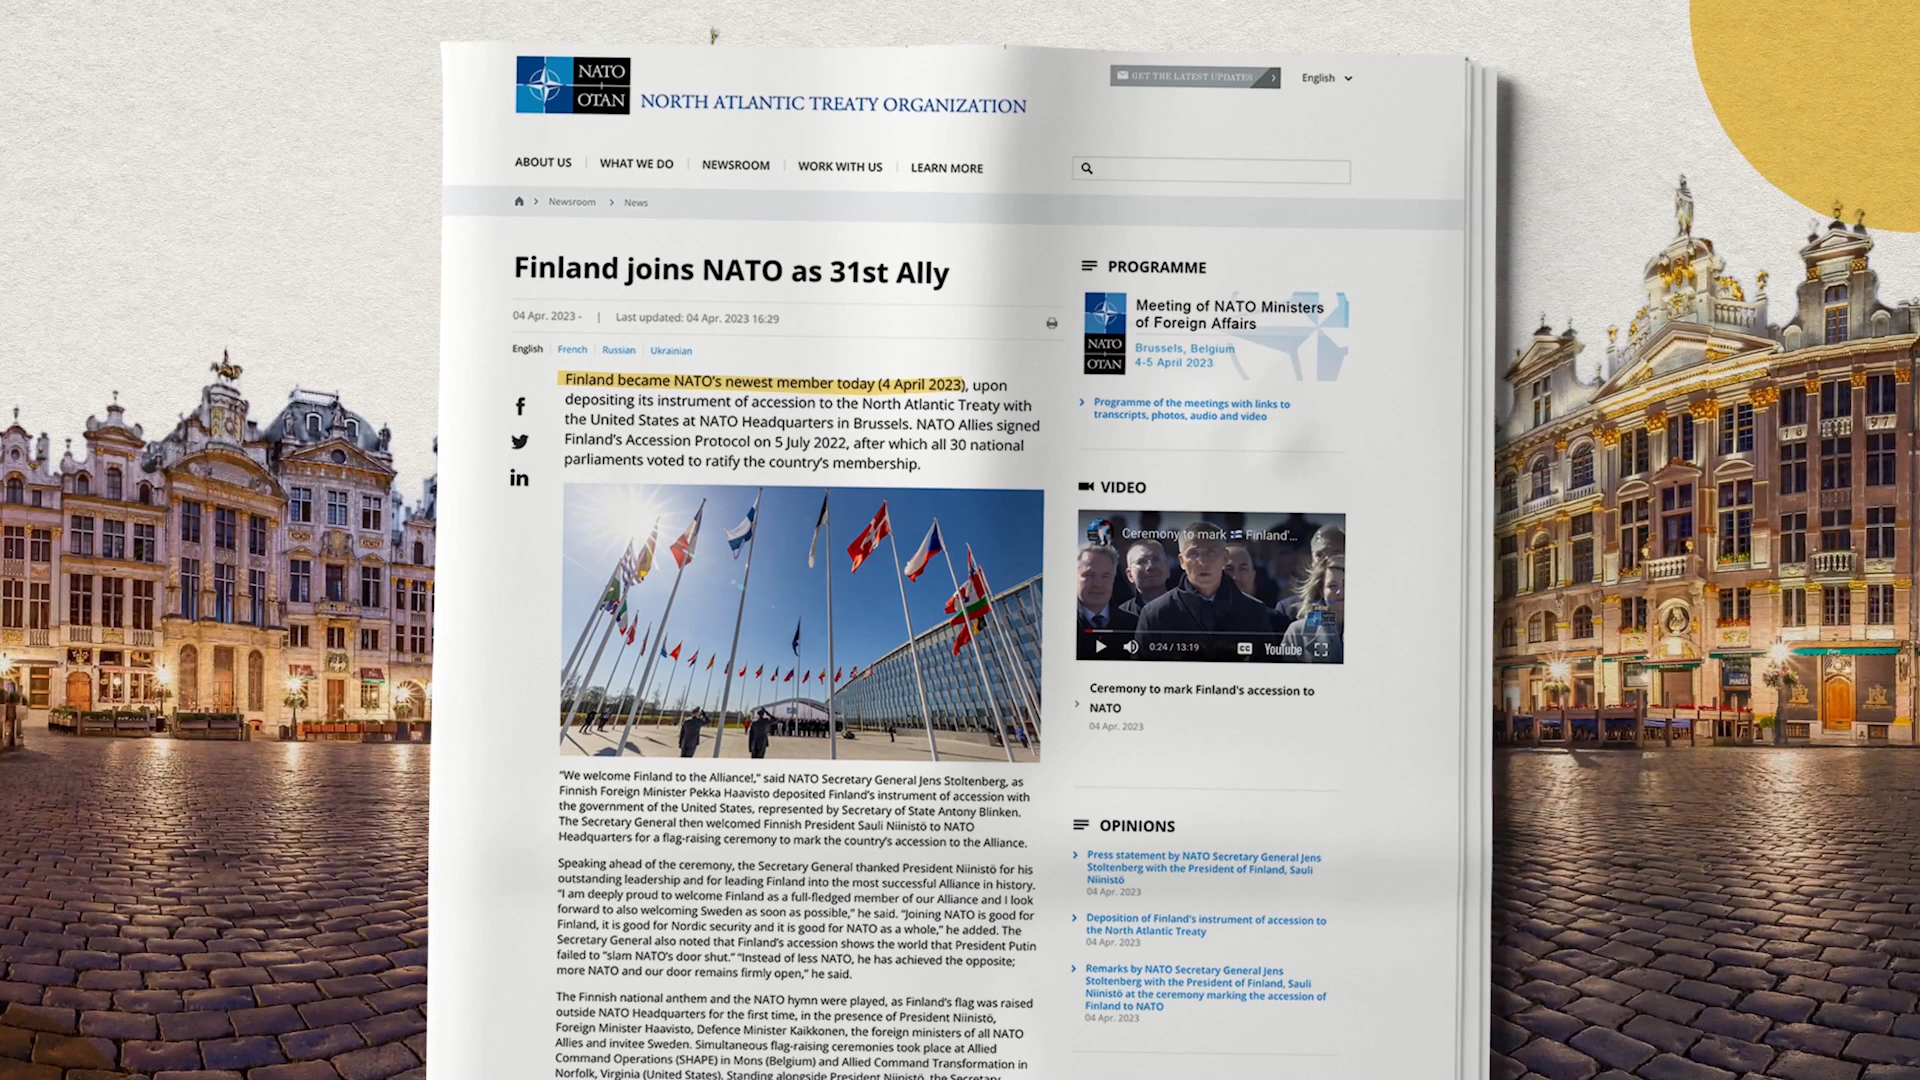 NATO
OTAN
NORTH ATLANTIC TREATY ORGANIZATION
GET THE LATEST UPDATES
English
ABOUT US
WHAT WE DO
NEWSROOM
WORK WITH US
LEARN MORE
Newsroom
News
Finland joins NATO as 31st Ally
04 Apr. 2023 - | Last updated: 04 Apr. 2023 16:29
English | French | Russian | Ukrainian
Finland became NATO's newest member today (4 April 2023), upon
depositing its instrument of accession to the North Atlantic Treaty with
the United States at NATO Headquarters in Brussels. NATO Allies signed
Finland's Accession Protocol on 5 July 2022, after which all 30 national
parliaments voted to ratify the country's membership.
"We welcome Finland to the Alliance!," said NATO Secretary General Jens Stoltenberg, as
Finnish Foreign Minister Pekka Haavisto deposited Finland's instrument of accession with
the government of the United States, represented by Secretary of State Antony Blinken.
The Secretary General then welcomed Finnish President Sauli Niinistö to NATO
Headquarters for a flag-raising ceremony to mark the country's accession to the Alliance.
Speaking ahead of the ceremony, the Secretary General thanked President Niinistö for his
outstanding leadership and for leading Finland into the most successful Alliance in history.
"I am deeply proud to welcome Finland as a full-fledged member of our Alliance and I look
forward to also welcoming Sweden as soon as possible," he said. "Joining NATO is good for
Finland, it is good for Nordic security and it is good for NATO as a whole," he added. The
Secretary General also noted that Finland's accession shows the world that President Putin
failed to "slam NATO's door shut." "Instead of less NATO, he has achieved the opposite;
more NATO and our door remains firmly open," he said.
The Finnish national anthem and the NATO hymn were played, as Finland's flag was raised
outside NATO Headquarters for the first time, in the presence of President Niinistö,
Foreign Minister Haavisto, Defence Minister Kaikkonen, the foreign ministers of all NATO
Allies and invitee Sweden. Simultaneous flag-raising ceremonies took place at Allied
Command Operations (SHAPE) in Mons (Belgium) and Allied Command Transformation in
Norfolk, Virginia (United States). Standing alongside President Niinistö, the Secretary
PROGRAMME
NATO
OTAN
Meeting of NATO Ministers
of Foreign Affairs
Brussels, Belgium
4-5 April 2023
Programme of the meetings with links to
transcripts, photos, audio and video
VIDEO
Ceremony to mark Finland'...
0:24 / 13:19
CC
YouTube
Ceremony to mark Finland's accession to
NATO
04 Apr. 2023
OPINIONS
Press statement by NATO Secretary General Jens
Stoltenberg with the President of Finland, Sauli
Niinistö
04 Apr. 2023
Deposition of Finland's instrument of accession to
the North Atlantic Treaty
04 Apr. 2023
Remarks by NATO Secretary General Jens
Stoltenberg with the President of Finland, Sauli
Niinistö at the ceremony marking the accession of
Finland to NATO
04 Apr. 2023